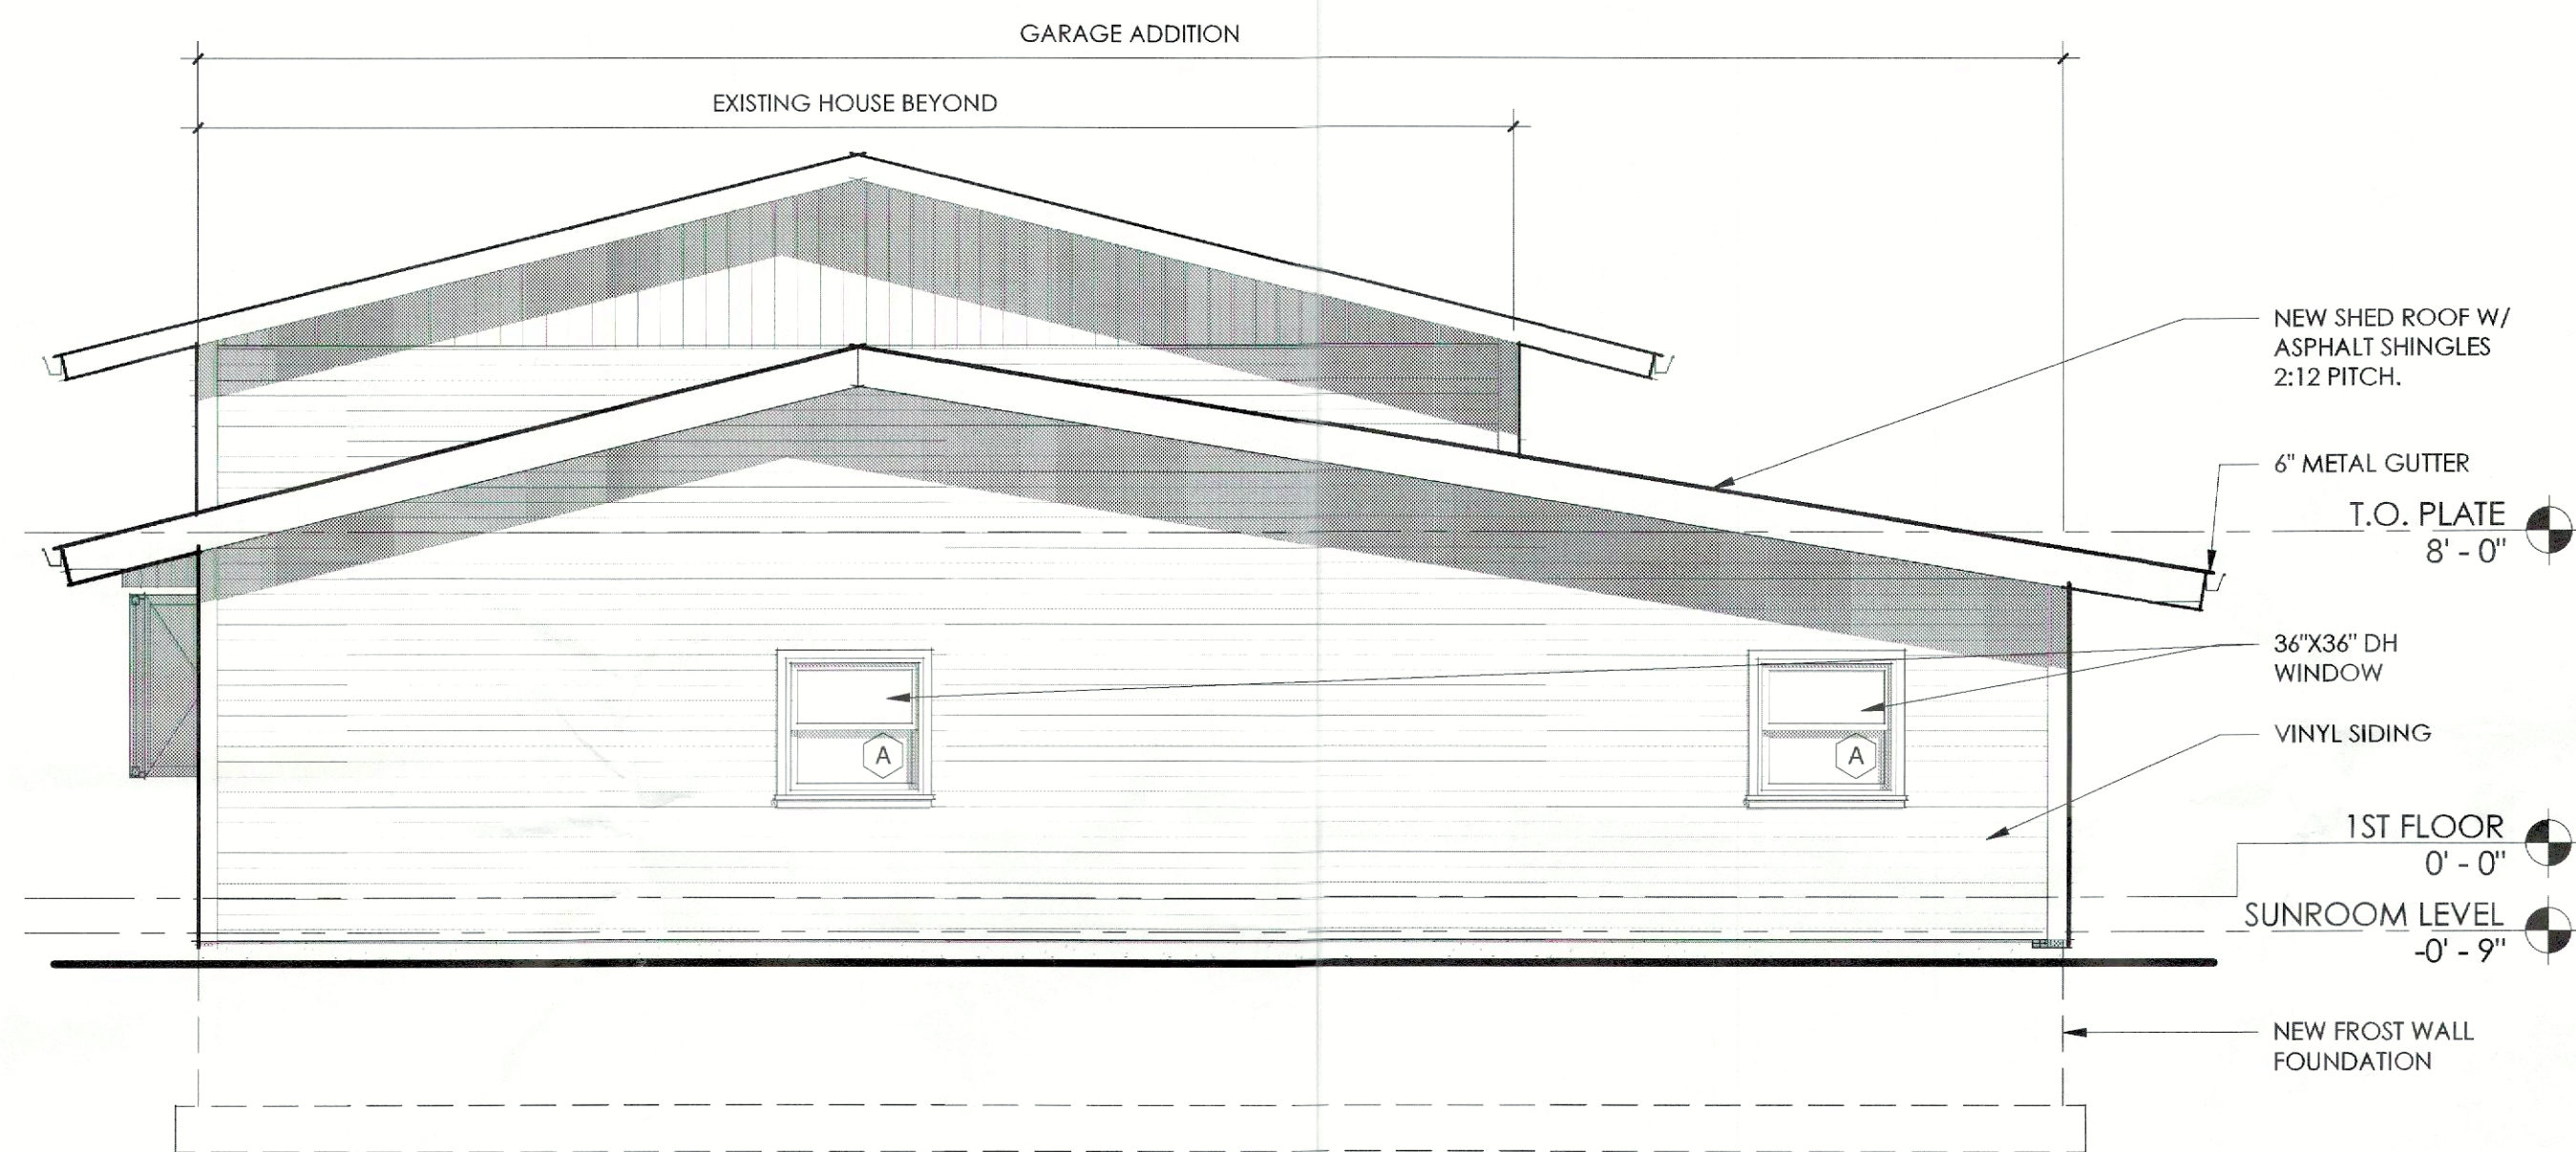 GARAGE ADDITION
EXISTING HOUSE BEYOND
NEW SHED ROOF W/
ASPHALT SHINGLES
2:12 PITCH.
6" METAL GUTTER
T.O. PLATE
8' - 0"
36"X36" DH
WINDOW
A
A
VINYL SIDING
1ST FLOOR
0' - 0"
SUNROOM LEVEL
-0' - 9"
NEW FROST WALL
FOUNDATION